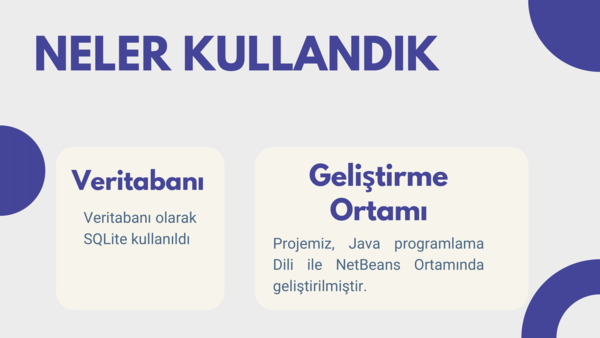 NELER KULLANDIK
Veritabanı
Veritabanı olarak
SQLite kullanıldı
Geliştirme
Ortamı
Projemiz, Java programlama
Dili ile NetBeans Ortamında
geliştirilmiştir.